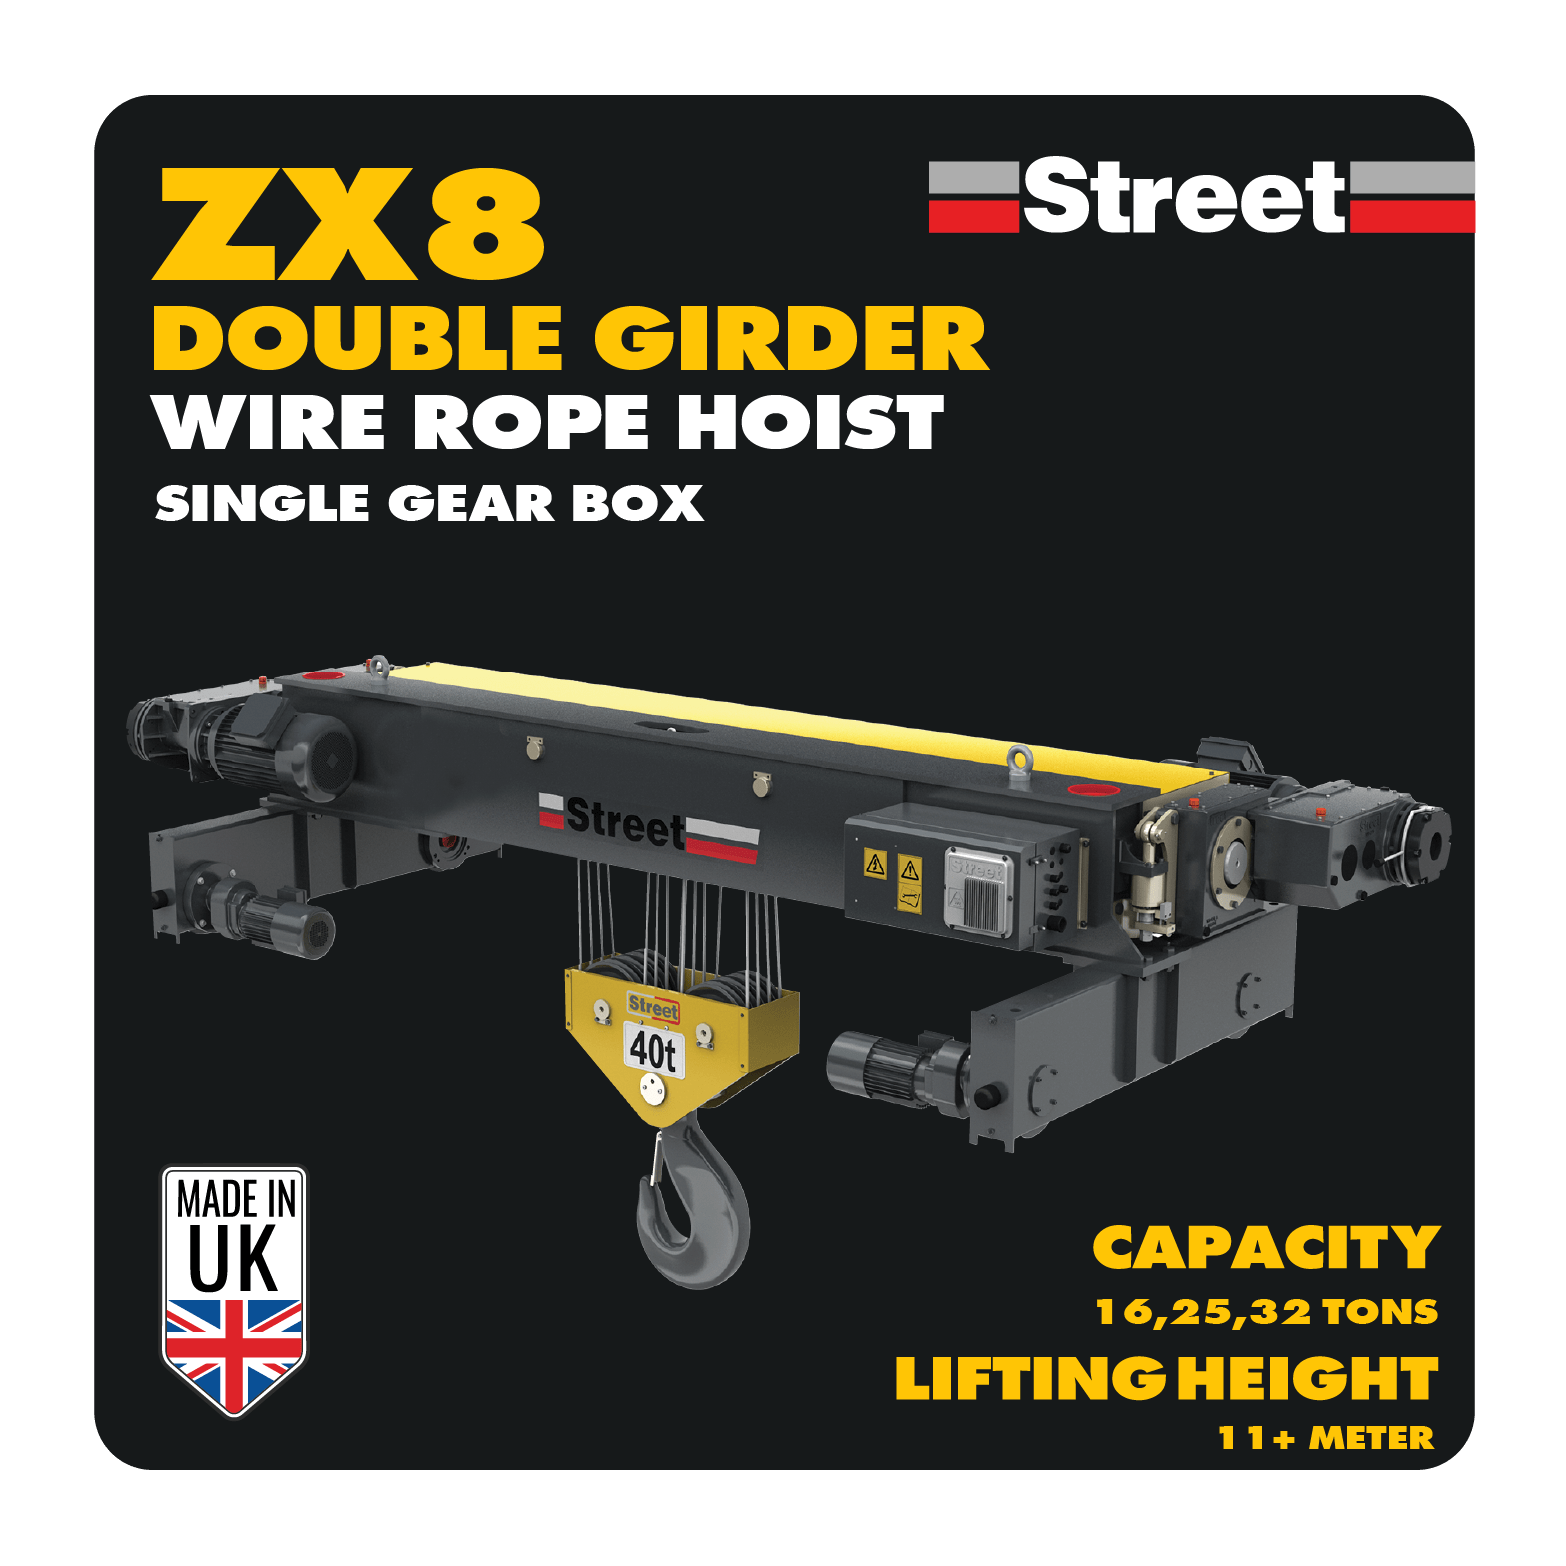 ZX8
Street
DOUBLE GIRDER
WIRE ROPE HOIST
SINGLE GEAR BOX
Street
Street
Street
40t
MADE IN
UK
CAPACITY
16,25,32 TONS
LIFTING HEIGHT
11+ METER